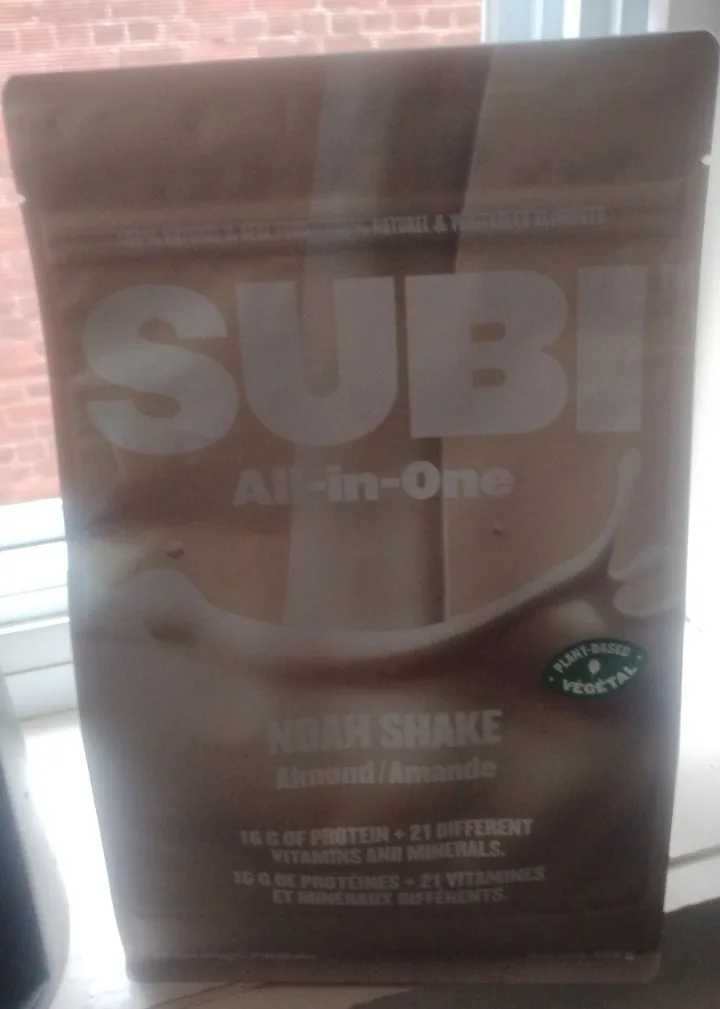 NATUREL &
SUBI
All-in-One
PLANT-BASED
VÉGÉTAL
NOAH SHAKE
Almond/Amande
16 G OF PROTEIN + 21 DIFFERENT
VITAMINS AND MINERALS.
16 G DE PROTÉINES + 21 VITAMINES
ET MINÉRAUX DIFFÉRENTS.